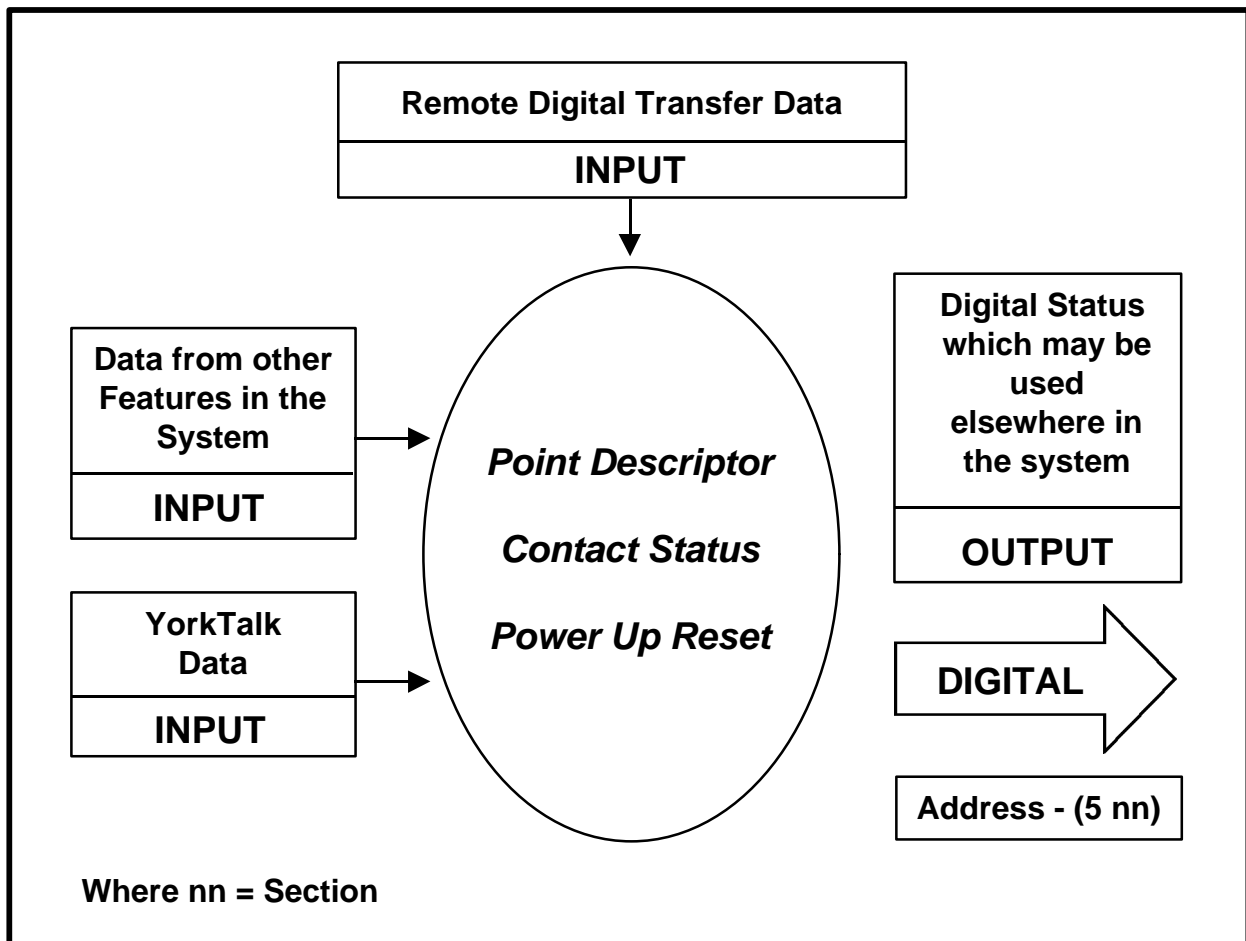 Remote Digital Transfer Data
INPUT
Data from other
Features in the
System
INPUT
YorkTalk
Data
INPUT
Point Descriptor
Contact Status
Power Up Reset
Digital Status
which may be
used
elsewhere in
the system
OUTPUT
DIGITAL
Address - (5 nn)
Where nn = Section